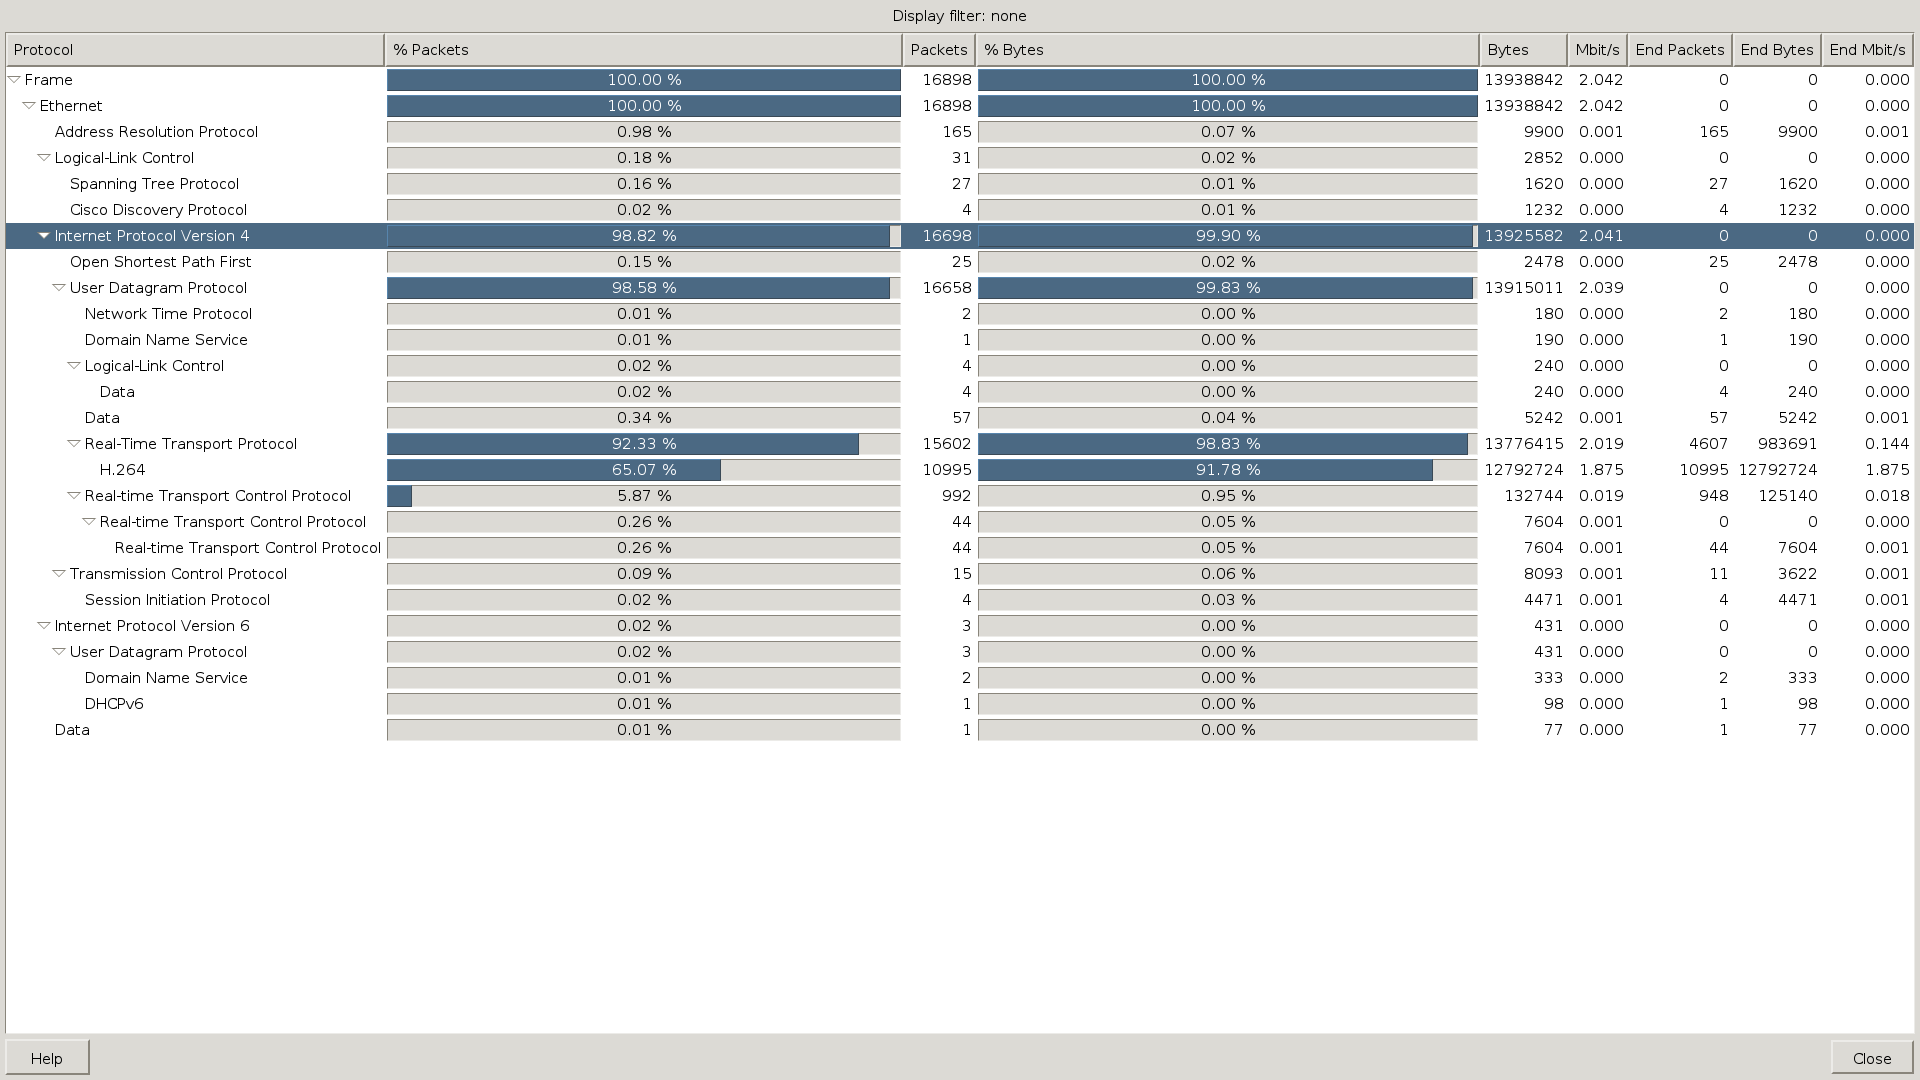 Display filter: none
Protocol % Packets Packets % Bytes Bytes Mbit/s End Packets End Bytes End Mbit/s
Frame 100.00 % 16898 100.00 % 13938842 2.042 0 0 0.000
Ethernet 100.00 % 16898 100.00 % 13938842 2.042 0 0 0.000
Address Resolution Protocol 0.98 % 165 0.07 % 9900 0.001 165 9900 0.001
Logical-Link Control 0.18 % 31 0.02 % 2852 0.000 0 0 0.000
Spanning Tree Protocol 0.16 % 27 0.01 % 1620 0.000 27 1620 0.000
Cisco Discovery Protocol 0.02 % 4 0.01 % 1232 0.000 4 1232 0.000
Internet Protocol Version 4 98.82 % 16698 99.90 % 13925582 2.041 0 0 0.000
Open Shortest Path First 0.15 % 25 0.02 % 2478 0.000 25 2478 0.000
User Datagram Protocol 98.58 % 16658 99.83 % 13915011 2.039 0 0 0.000
Network Time Protocol 0.01 % 2 0.00 % 180 0.000 2 180 0.000
Domain Name Service 0.01 % 1 0.00 % 190 0.000 1 190 0.000
Logical-Link Control 0.02 % 4 0.00 % 240 0.000 0 0 0.000
Data 0.02 % 4 0.00 % 240 0.000 4 240 0.000
Data 0.34 % 57 0.04 % 5242 0.001 57 5242 0.001
Real-Time Transport Protocol 92.33 % 15602 98.83 % 13776415 2.019 4607 983691 0.144
H.264 65.07 % 10995 91.78 % 12792724 1.875 10995 12792724 1.875
Real-time Transport Control Protocol 5.87 % 992 0.95 % 132744 0.019 948 125140 0.018
Real-time Transport Control Protocol 0.26 % 44 0.05 % 7604 0.001 0 0 0.000
Real-time Transport Control Protocol 0.26 % 44 0.05 % 7604 0.001 44 7604 0.001
Transmission Control Protocol 0.09 % 15 0.06 % 8093 0.001 11 3622 0.001
Session Initiation Protocol 0.02 % 4 0.03 % 4471 0.001 4 4471 0.001
Internet Protocol Version 6 0.02 % 3 0.00 % 431 0.000 0 0 0.000
User Datagram Protocol 0.02 % 3 0.00 % 431 0.000 0 0 0.000
Domain Name Service 0.01 % 2 0.00 % 333 0.000 2 333 0.000
DHCPv6 0.01 % 1 0.00 % 98 0.000 1 98 0.000
Data 0.01 % 1 0.00 % 77 0.000 1 77 0.000
Help Close